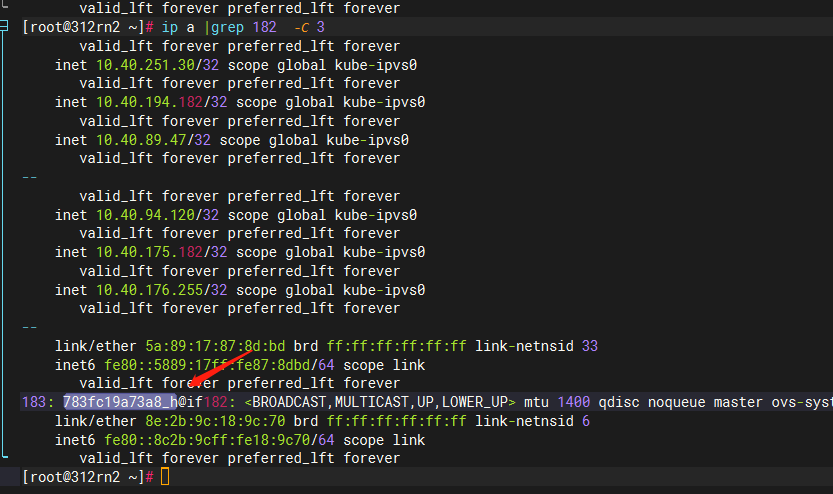 valid_lft forever preferred_lft forever
[root@312rn2 ~]# ip a |grep 182  -C 3
valid_lft forever preferred_lft forever
inet 10.40.251.30/32 scope global kube-ipvs0
valid_lft forever preferred_lft forever
inet 10.40.194.182/32 scope global kube-ipvs0
valid_lft forever preferred_lft forever
inet 10.40.89.47/32 scope global kube-ipvs0
valid_lft forever preferred_lft forever
--
valid_lft forever preferred_lft forever
inet 10.40.94.120/32 scope global kube-ipvs0
valid_lft forever preferred_lft forever
inet 10.40.175.182/32 scope global kube-ipvs0
valid_lft forever preferred_lft forever
inet 10.40.176.255/32 scope global kube-ipvs0
valid_lft forever preferred_lft forever
--
link/ether 5a:89:17:87:8d:bd brd ff:ff:ff:ff:ff:ff link-netnsid 33
inet6 fe80::5889:17ff:fe87:8dbd/64 scope link
valid_lft forever preferred_lft forever
183: 783fc19a73a8_h@if182: <BROADCAST,MULTICAST,UP,LOWER_UP> mtu 1400 qdisc noqueue master ovs-syst
link/ether 8e:2b:9c:18:9c:70 brd ff:ff:ff:ff:ff:ff link-netnsid 6
inet6 fe80::8c2b:9cff:fe18:9c70/64 scope link
valid_lft forever preferred_lft forever
[root@312rn2 ~]#